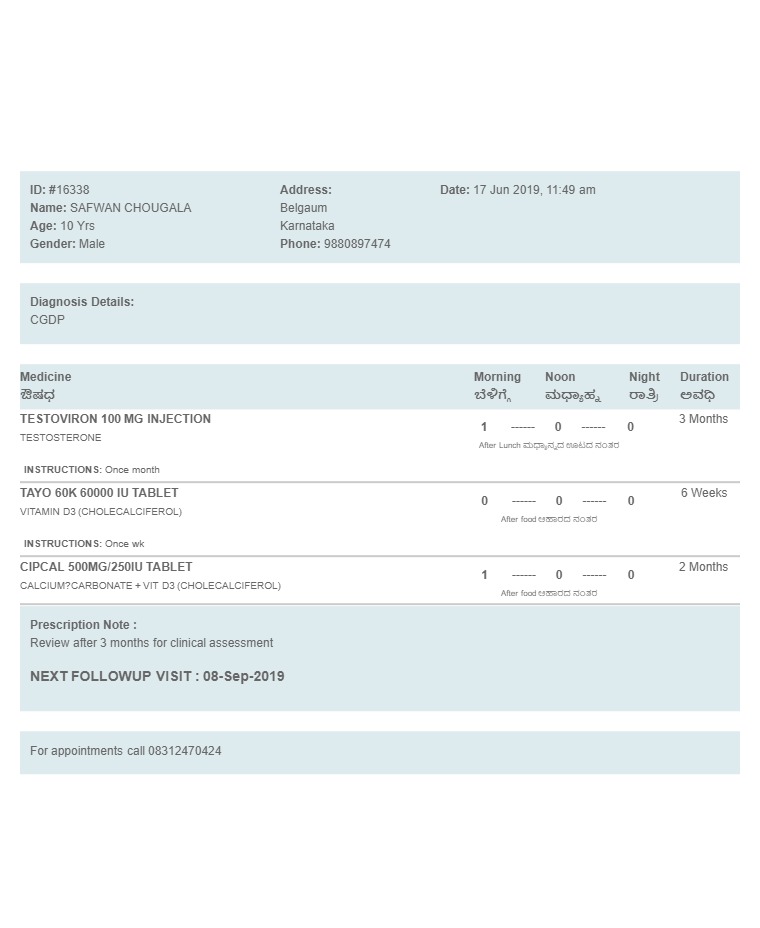 ID: #16338
Name: SAFWAN CHOUGALA
Age: 10 Yrs
Gender: Male
Address:
Belgaum
Karnataka
Phone: 9880897474
Date: 17 Jun 2019, 11:49 am
Diagnosis Details:
CGDP
Medicine Morning Noon Night Duration
ಔಷಧ ಬೆಳಿಗ್ಗೆ ಮಧ್ಯಾಹ್ನ ರಾತ್ರಿ ಅವಧಿ
TESTOVIRON 100 MG INJECTION 3 Months
1 ------ 0 ------ 0
TESTOSTERONE
After Lunch ಮಧ್ಯಾನ್ನದ ಊಟದ ನಂತರ
INSTRUCTIONS: Once month
TAYO 60K 60000 IU TABLET 6 Weeks
0 ------ 0 ------ 0
VITAMIN D3 (CHOLECALCIFEROL)
After food ಆಹಾರದ ನಂತರ
INSTRUCTIONS: Once wk
CIPCAL 500MG/250IU TABLET 2 Months
1 ------ 0 ------ 0
CALCIUM?CARBONATE + VIT D3 (CHOLECALCIFEROL)
After food ಆಹಾರದ ನಂತರ
Prescription Note :
Review after 3 months for clinical assessment
NEXT FOLLOWUP VISIT : 08-Sep-2019
For appointments call 08312470424